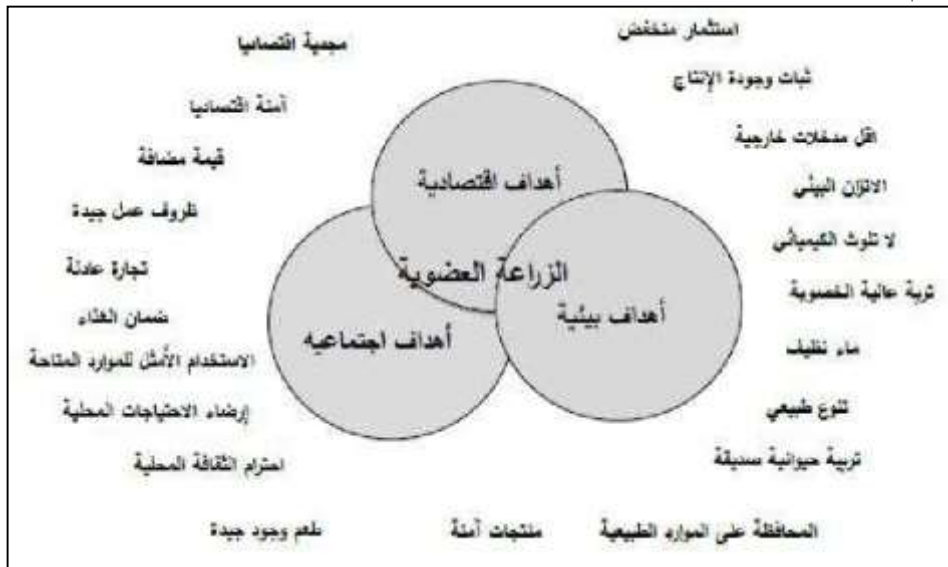 استثمار منخفض
ثبات وجودة الإنتاج
اقل مدخلات خارجية
الاتزان البيئي
لا تلوث الكيميائي
تربة عالية الخصوبة
ماء نظيف
تنوع طبيعي
تربية حيوانية صديقة
المحافظة على الموارد الطبيعية
منتجات آمنة
طعم وجود جيدة
مجدية اقتصاديا
آمنة اقتصاديا
قيمة مضافة
ظروف عمل جيدة
تجارة عادلة
ضمان الغذاء
الاستخدام الأمثل للموارد المتاحة
إرضاء الاحتياجات المحلية
احترام الثقافة المحلية
أهداف اقتصادية
الزراعة العضوية
أهداف بيئية
أهداف اجتماعيه